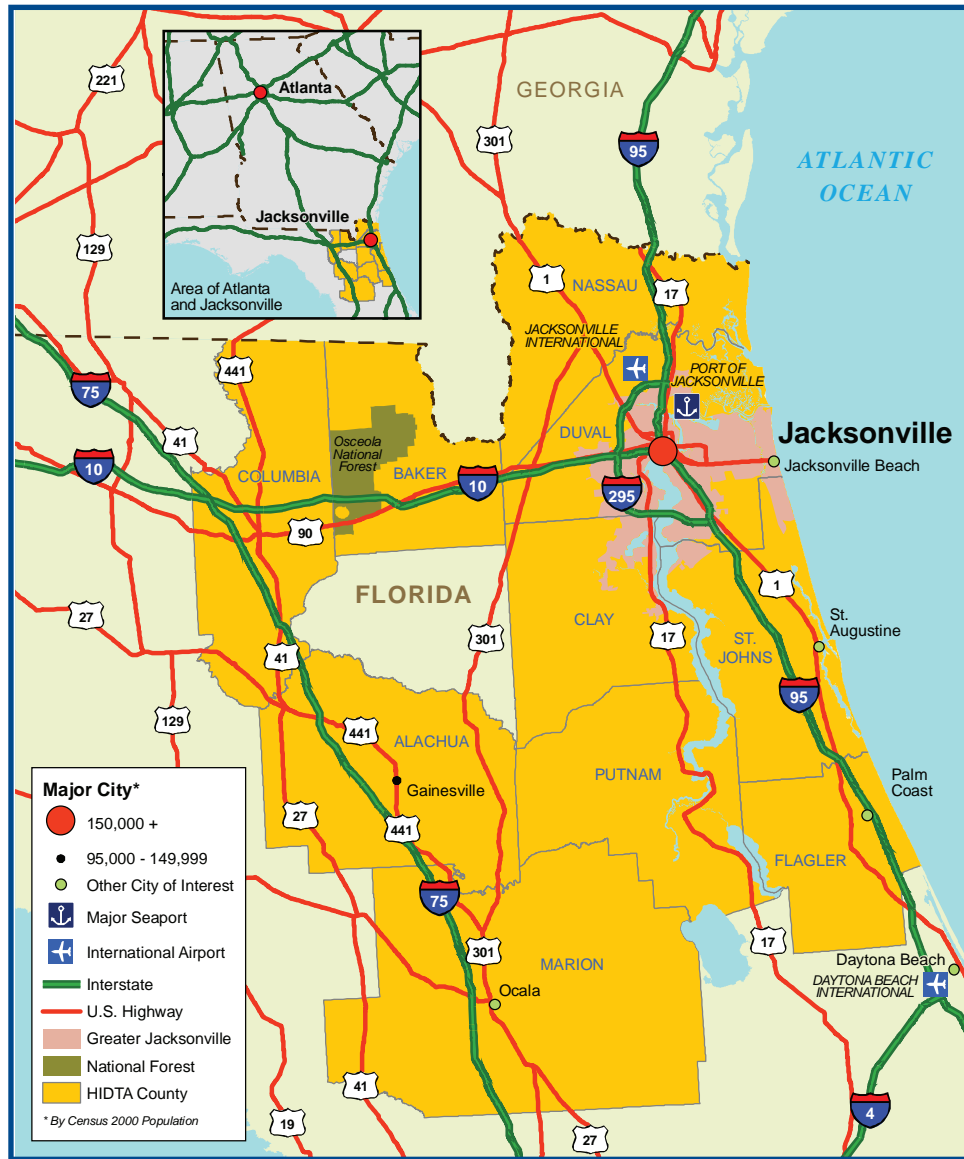 221
129
GEORGIA
301
95
ATLANTIC
OCEAN
Atlanta
Jacksonville
Area of Atlanta
and Jacksonville
1
NASSAU
17
JACKSONVILLE
INTERNATIONAL
PORT OF
JACKSONVILLE
75
441
41
10
Osceola
National
Forest
COLUMBIA
BAKER
10
DUVAL
295
Jacksonville
Jacksonville Beach
90
27
FLORIDA
301
CLAY
17
1
St.
Augustine
ST.
JOHNS
41
95
129
441
ALACHUA
Gainesville
PUTNAM
Palm
Coast
27
441
FLAGLER
75
17
301
MARION
Ocala
Daytona Beach
DAYTONA BEACH
INTERNATIONAL
41
19
27
4
Major City*
150,000 +
95,000 - 149,999
Other City of Interest
Major Seaport
International Airport
Interstate
U.S. Highway
Greater Jacksonville
National Forest
HIDTA County
* By Census 2000 Population